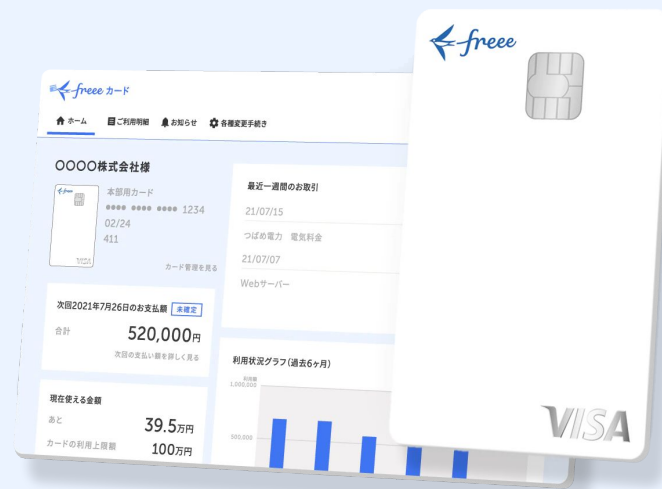 freee カード
ホーム ご利用明細 お知らせ 各種変更手続き
〇〇〇〇株式会社様
freee
本部用カード
●●●● ●●●● ●●●● 1234
02/24
411
VISA
カード管理を見る
次回2021年7月26日のお支払額 未確定
合計 520,000円
次回の支払い額を詳しく見る
現在使える金額
あと 39.5万円
カードの利用上限額 100万円
最近一週間のお取引
21/07/15
つばめ電力 電気料金
21/07/07
Webサーバー
利用状況グラフ(過去6ヶ月)
利用額
1,000,000
500,000
freee
VISA